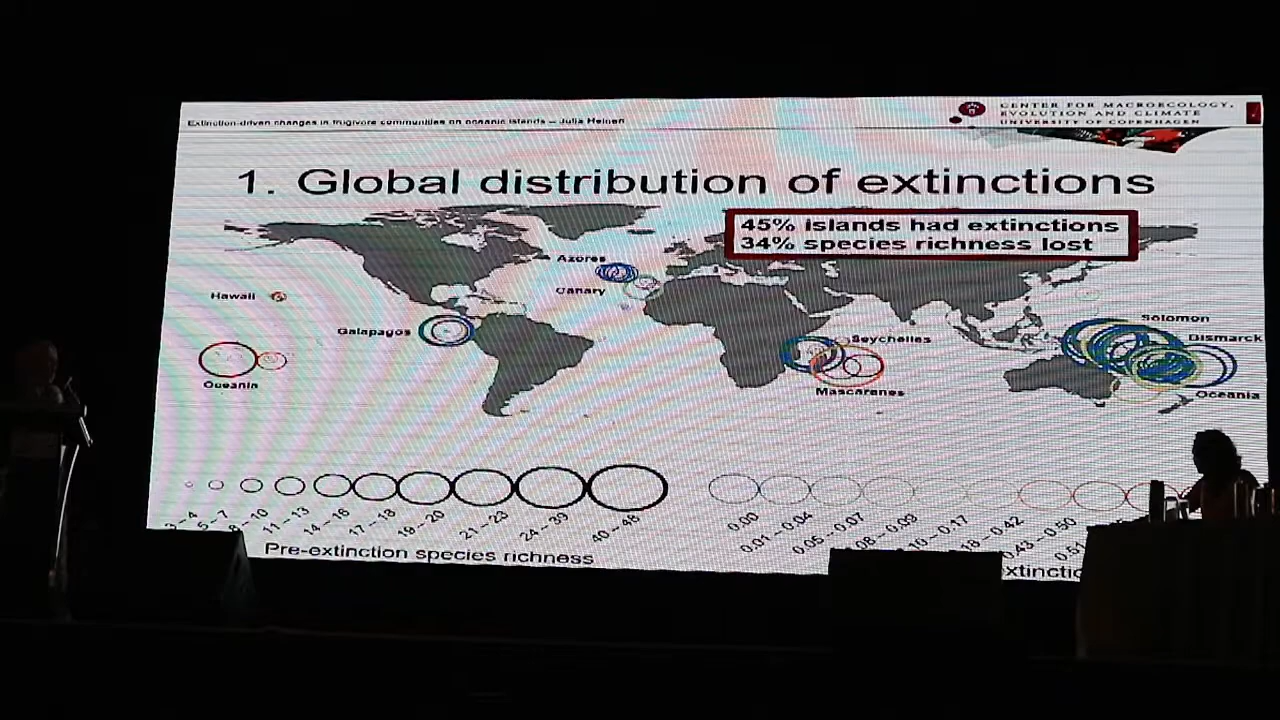 Extinction-driven changes in frugivore communities on oceanic islands – Julia Heinen
CENTER FOR MACROECOLOGY,
EVOLUTION AND CLIMATE
UNIVERSITY OF COPENHAGEN
1. Global distribution of extinctions
45% islands had extinctions
34% species richness lost
Azores
Canary
Hawaii
Galapagos
Oceania
Seychelles
Mascarenes
Solomon
Bismarck
Oceania
3 – 4
5 – 7
8 – 10
11 – 13
14 – 16
17 – 18
19 – 20
21 – 23
24 – 39
40 – 48
Pre-extinction species richness
0.00
0.01 – 0.04
0.05 – 0.07
08 – 0.09
10 – 0.17
18 – 0.42
0.43 – 0.50
0.51
xtinctio